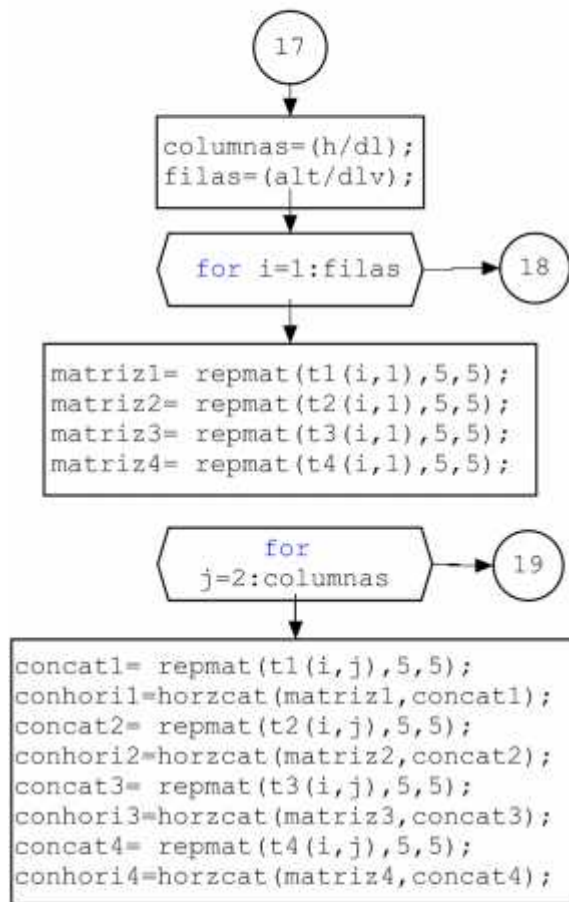 17
columnas=(h/dl);
filas=(alt/dlv);
for i=1:filas
18
matriz1= repmat(t1(i,1),5,5);
matriz2= repmat(t2(i,1),5,5);
matriz3= repmat(t3(i,1),5,5);
matriz4= repmat(t4(i,1),5,5);
for
j=2:columnas
19
concat1= repmat(t1(i,j),5,5);
conhori1=horzcat(matriz1,concat1);
concat2= repmat(t2(i,j),5,5);
conhori2=horzcat(matriz2,concat2);
concat3= repmat(t3(i,j),5,5);
conhori3=horzcat(matriz3,concat3);
concat4= repmat(t4(i,j),5,5);
conhori4=horzcat(matriz4,concat4);